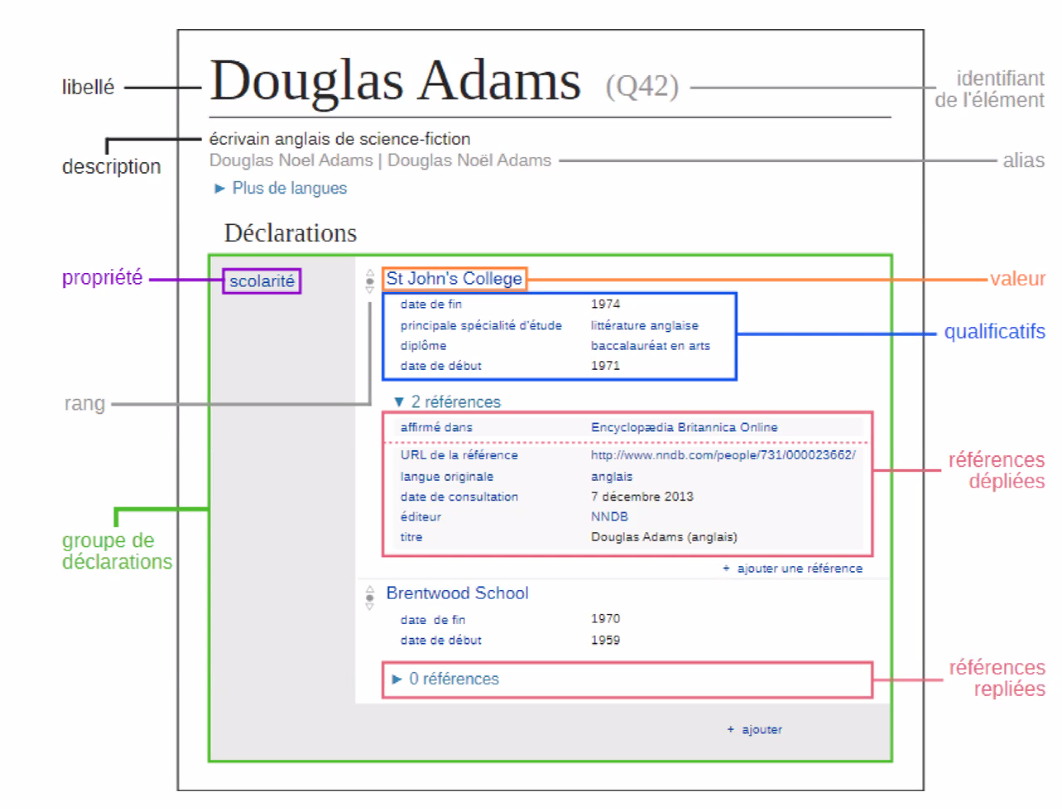 libellé
Douglas Adams (Q42)
identifiant
de l'élément
écrivain anglais de science-fiction
description
Douglas Noel Adams | Douglas Noël Adams
alias
► Plus de langues
Déclarations
propriété
scolarité
St John's College
valeur
date de fin 1974
principale spécialité d'étude littérature anglaise
diplôme baccalauréat en arts
date de début 1971
qualificatifs
rang
▼ 2 références
affirmé dans Encyclopædia Britannica Online
URL de la référence http://www.nndb.com/people/731/000023662/
langue originale anglais
date de consultation 7 décembre 2013
éditeur NNDB
titre Douglas Adams (anglais)
références
dépliées
groupe de
déclarations
+ ajouter une référence
Brentwood School
date de fin 1970
date de début 1959
► 0 références
références
repliées
+ ajouter